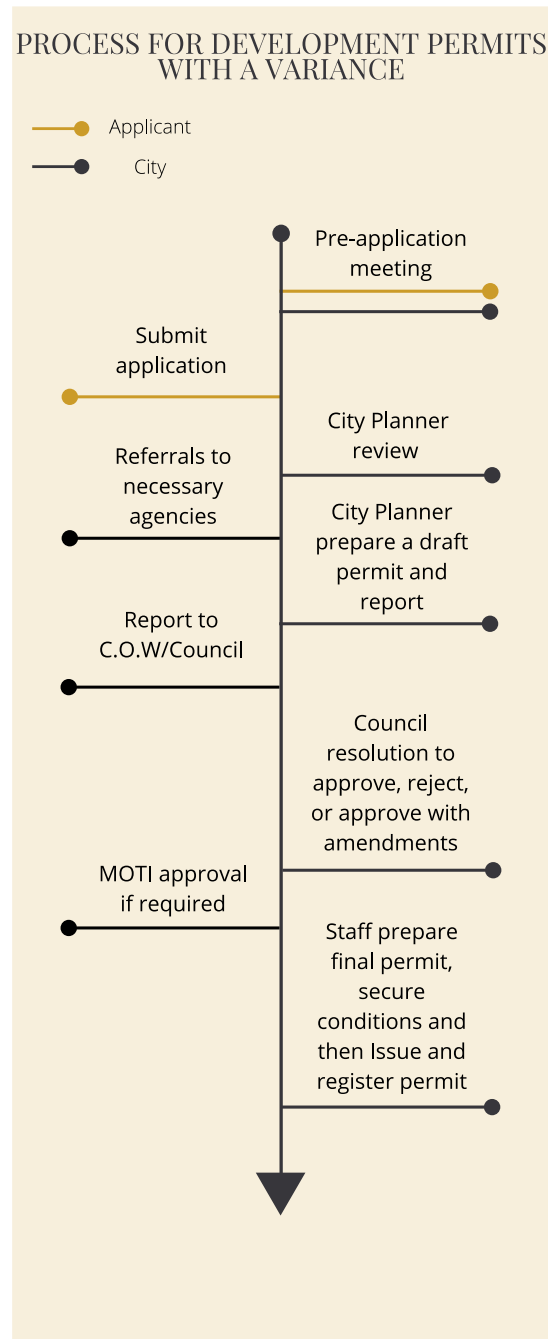 PROCESS FOR DEVELOPMENT PERMITS
WITH A VARIANCE
Applicant
City
Pre-application
meeting
Submit
application
City Planner
review
Referrals to
necessary
agencies
City Planner
prepare a draft
permit and
report
Report to
C.O.W/Council
Council
resolution to
approve, reject,
or approve with
amendments
MOTI approval
if required
Staff prepare
final permit,
secure
conditions and
then Issue and
register permit